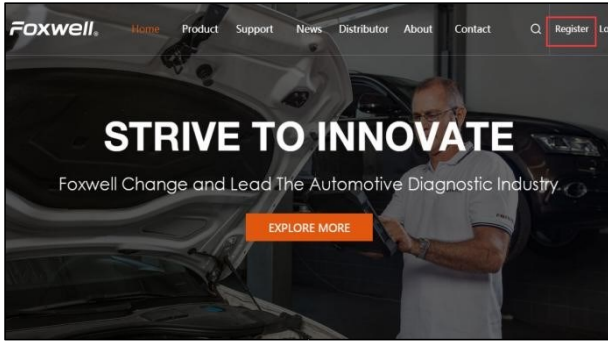 FOXWELL®
Home Product Support News Distributor About Contact Register Lo
STRIVE TO INNOVATE
Foxwell Change and Lead The Automotive Diagnostic Industry.
EXPLORE MORE